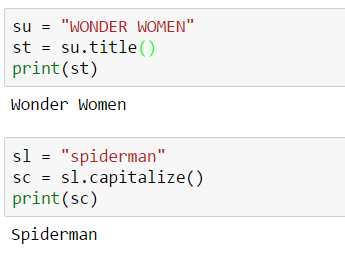 su = "WONDER WOMEN"
st = su.title()
print(st)
Wonder Women
sl = "spiderman"
sc = sl.capitalize()
print(sc)
Spiderman